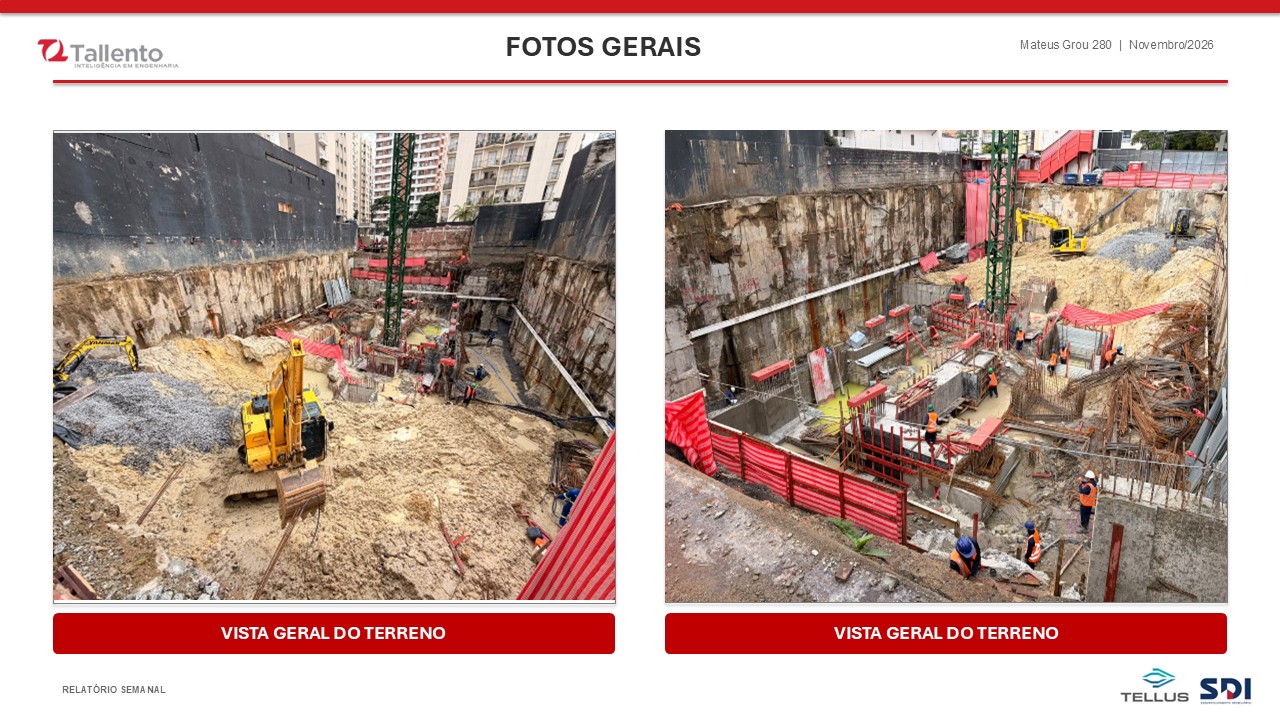 Tallento
INTELIGÊNCIA EM ENGENHARIA
FOTOS GERAIS
Mateus Grou 280 | Novembro/2026
VISTA GERAL DO TERRENO
VISTA GERAL DO TERRENO
RELATÓRIO SEMANAL
TELLUS
SDI